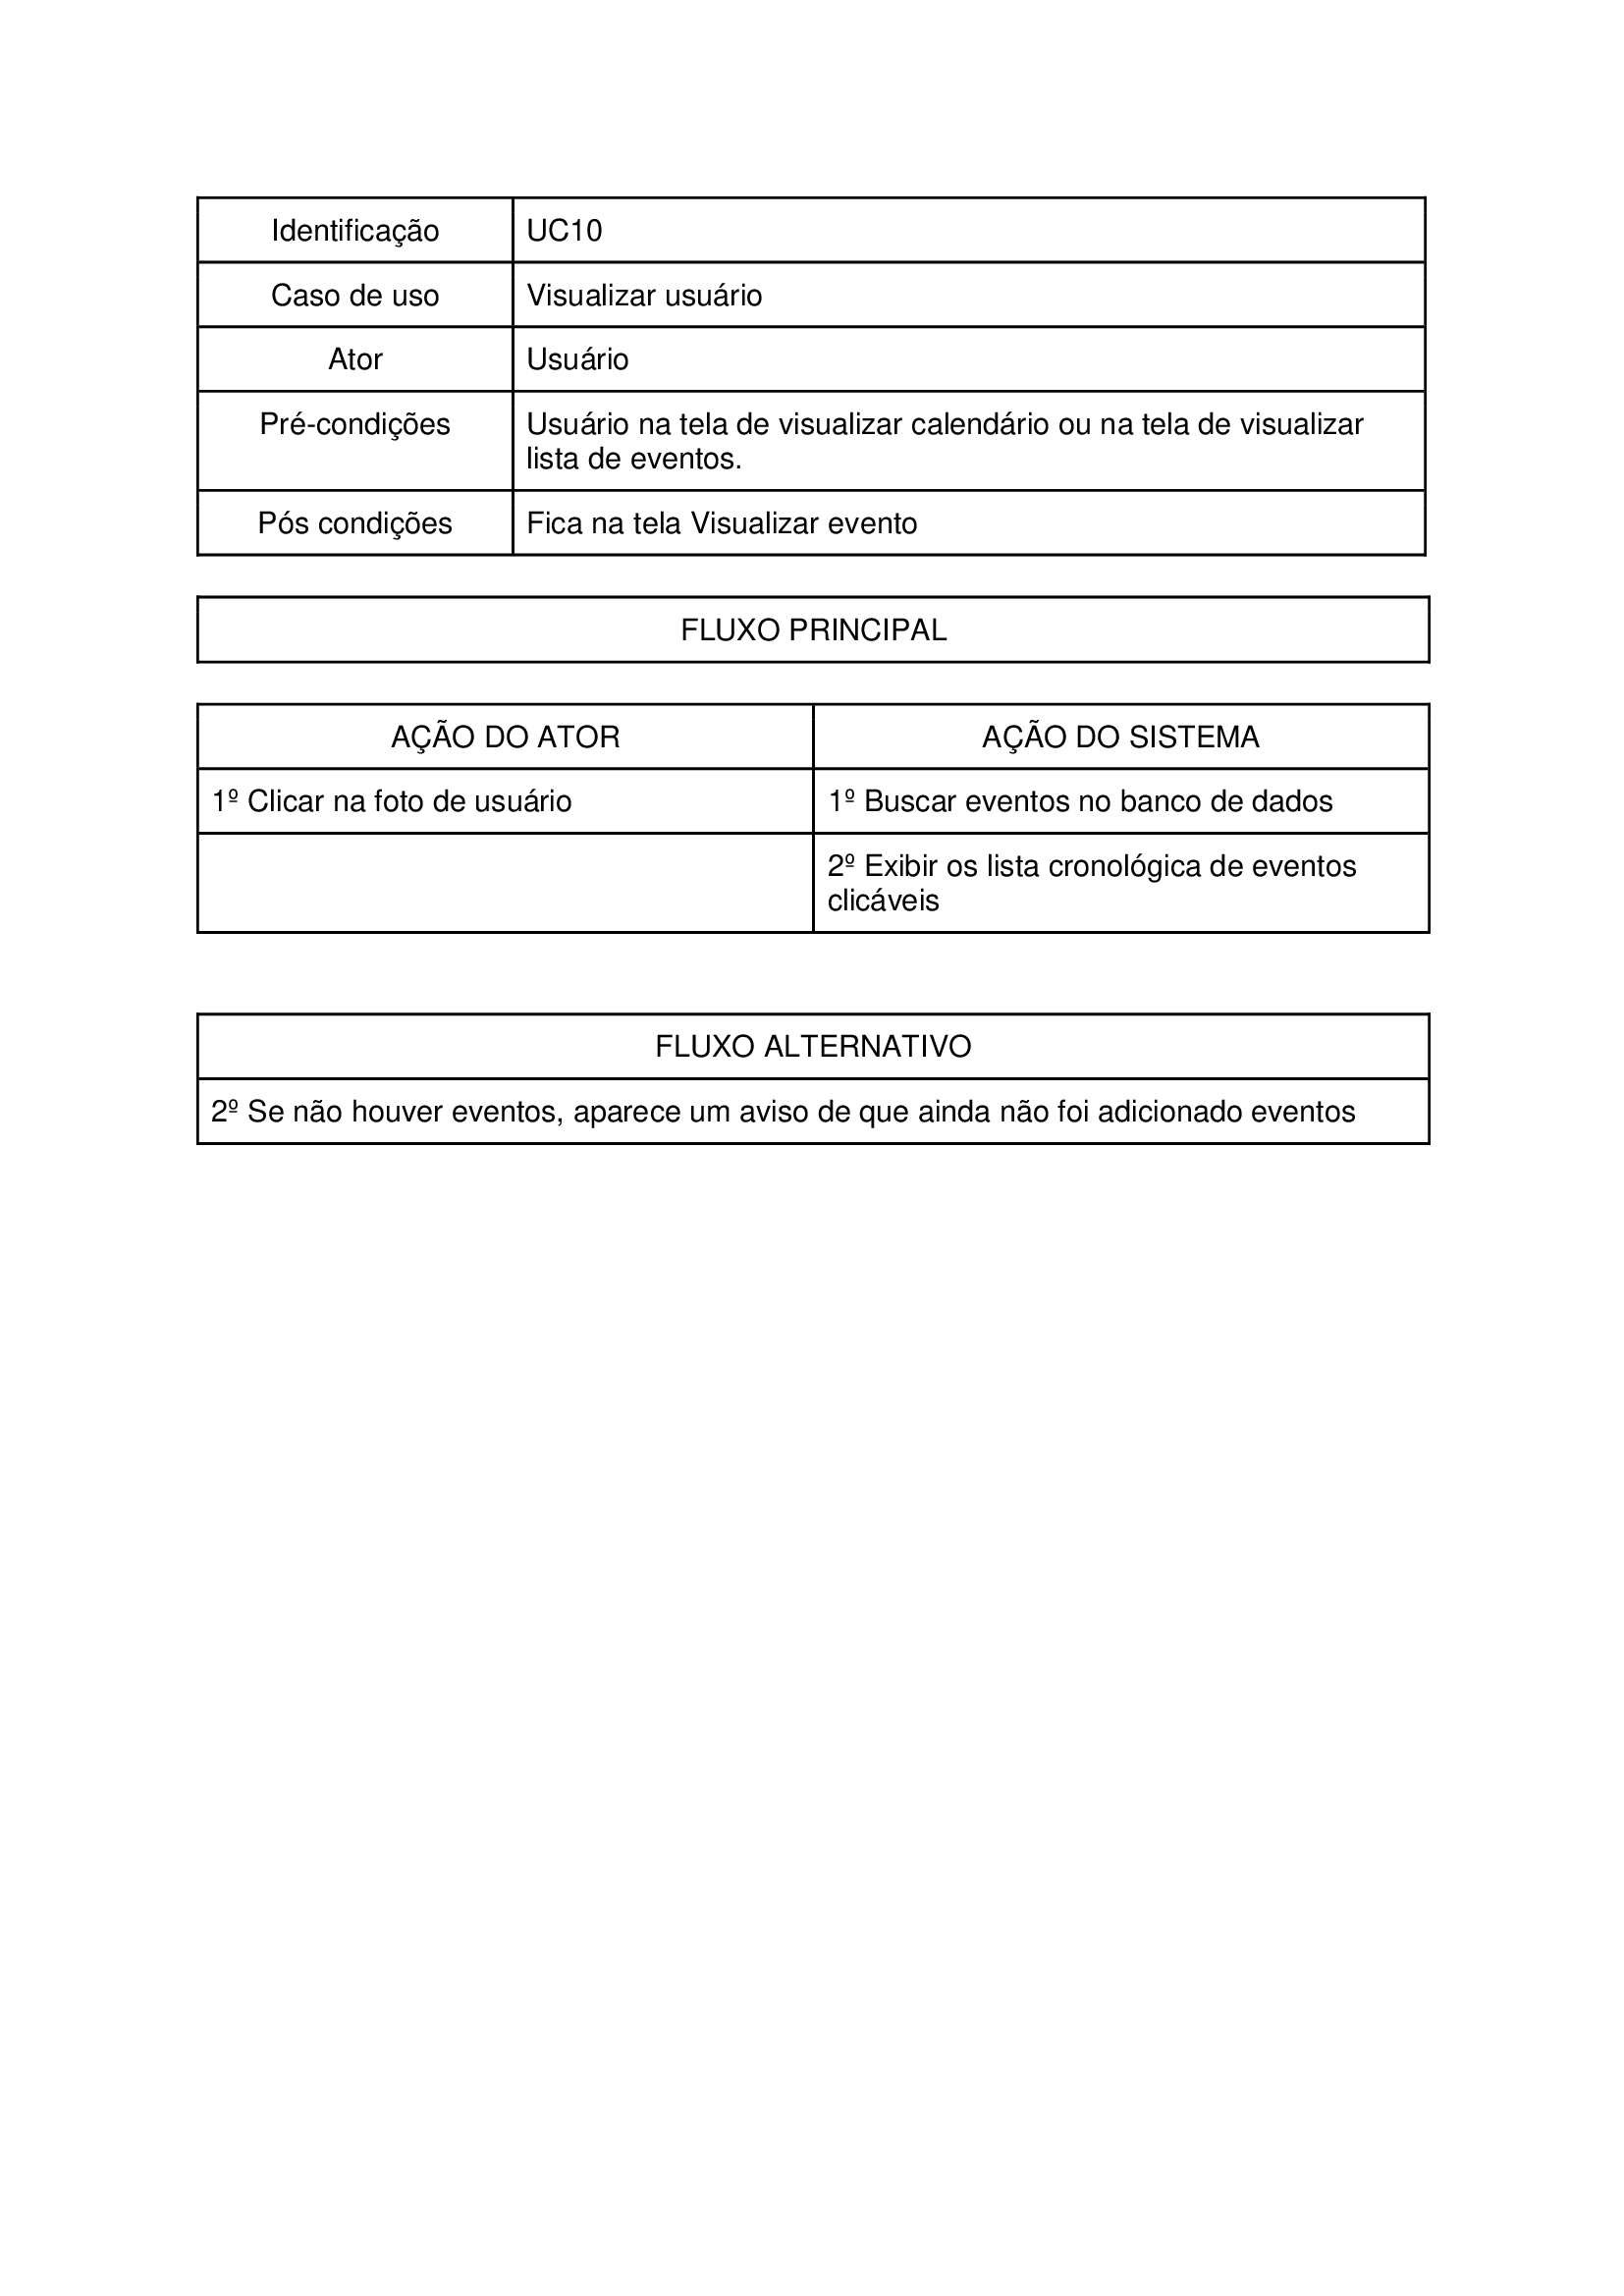 Identificação UC10
Caso de uso Visualizar usuário
Ator Usuário
Pré-condições Usuário na tela de visualizar calendário ou na tela de visualizar
lista de eventos.
Pós condições Fica na tela Visualizar evento
FLUXO PRINCIPAL
AÇÃO DO ATOR AÇÃO DO SISTEMA
1º Clicar na foto de usuário 1º Buscar eventos no banco de dados
2º Exibir os lista cronológica de eventos
clicáveis
FLUXO ALTERNATIVO
2º Se não houver eventos, aparece um aviso de que ainda não foi adicionado eventos